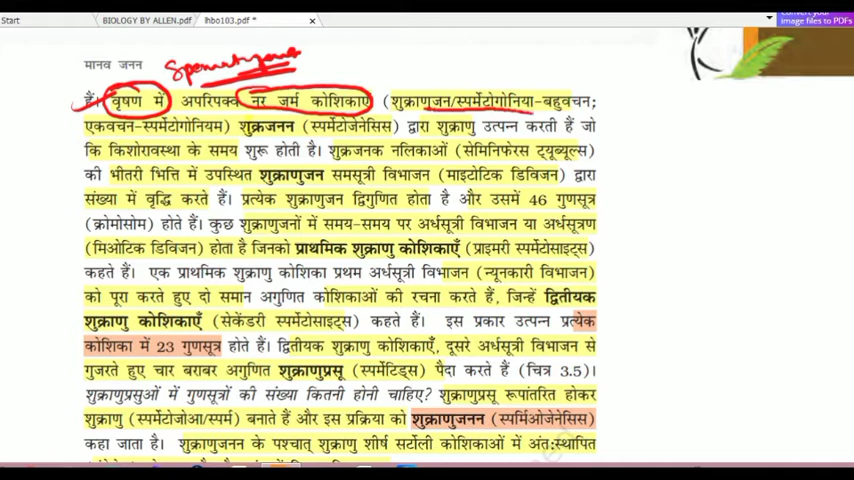 Start
BIOLOGY BY ALLEN.pdf
lhbo103.pdf *
Convert your
image files to PDFs
मानव जनन
हैं। वृषण में अपरिपक्व नर जर्म कोशिकाएँ (शुक्राणुजन/स्पर्मेटोगोनिया-बहुवचन;
एकवचन-स्पर्मेटोगोनियम) शुक्रजनन (स्पर्मेटोजेनेसिस) द्वारा शुक्राणु उत्पन्न करती हैं जो
कि किशोरावस्था के समय शुरू होती है। शुक्रजनक नलिकाओं (सेमिनिफेरस ट्यूब्यूल्स)
की भीतरी भित्ति में उपस्थित शुक्राणुजन समसूत्री विभाजन (माइटोटिक डिविजन) द्वारा
संख्या में वृद्धि करते हैं। प्रत्येक शुक्राणुजन द्विगुणित होता है और उसमें 46 गुणसूत्र
(क्रोमोसोम) होते हैं। कुछ शुक्राणुजनों में समय-समय पर अर्धसूत्री विभाजन या अर्धसूत्रण
(मिओटिक डिविजन) होता है जिनको प्राथमिक शुक्राणु कोशिकाएँ (प्राइमरी स्पर्मेटोसाइट्स)
कहते हैं। एक प्राथमिक शुक्राणु कोशिका प्रथम अर्धसूत्री विभाजन (न्यूनकारी विभाजन)
को पूरा करते हुए दो समान अगुणित कोशिकाओं की रचना करते हैं, जिन्हें द्वितीयक
शुक्राणु कोशिकाएँ (सेकेंडरी स्पर्मेटोसाइट्स) कहते हैं। इस प्रकार उत्पन्न प्रत्येक
कोशिका में 23 गुणसूत्र होते हैं। द्वितीयक शुक्राणु कोशिकाएँ, दूसरे अर्धसूत्री विभाजन से
गुजरते हुए चार बराबर अगुणित शुक्राणुप्रसू (स्पर्मेटिड्स) पैदा करते हैं (चित्र 3.5)।
शुक्राणुप्रसुओं में गुणसूत्रों की संख्या कितनी होनी चाहिए? शुक्राणुप्रसू रूपांतरित होकर
शुक्राणु (स्पर्मेटोजोआ/स्पर्म) बनाते हैं और इस प्रक्रिया को शुक्राणुजनन (स्पर्मिओजेनेसिस)
कहा जाता है। शुक्राणुजनन के पश्चात् शुक्राणु शीर्ष सर्टोली कोशिकाओं में अंत:स्थापित